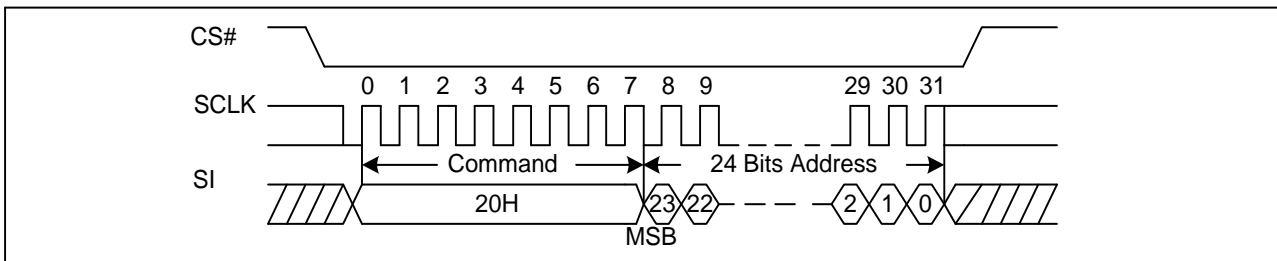 CS#
0 1 2 3 4 5 6 7 8 9 29 30 31
SCLK
Command 24 Bits Address
SI
20H 23 22 2 1 0
MSB